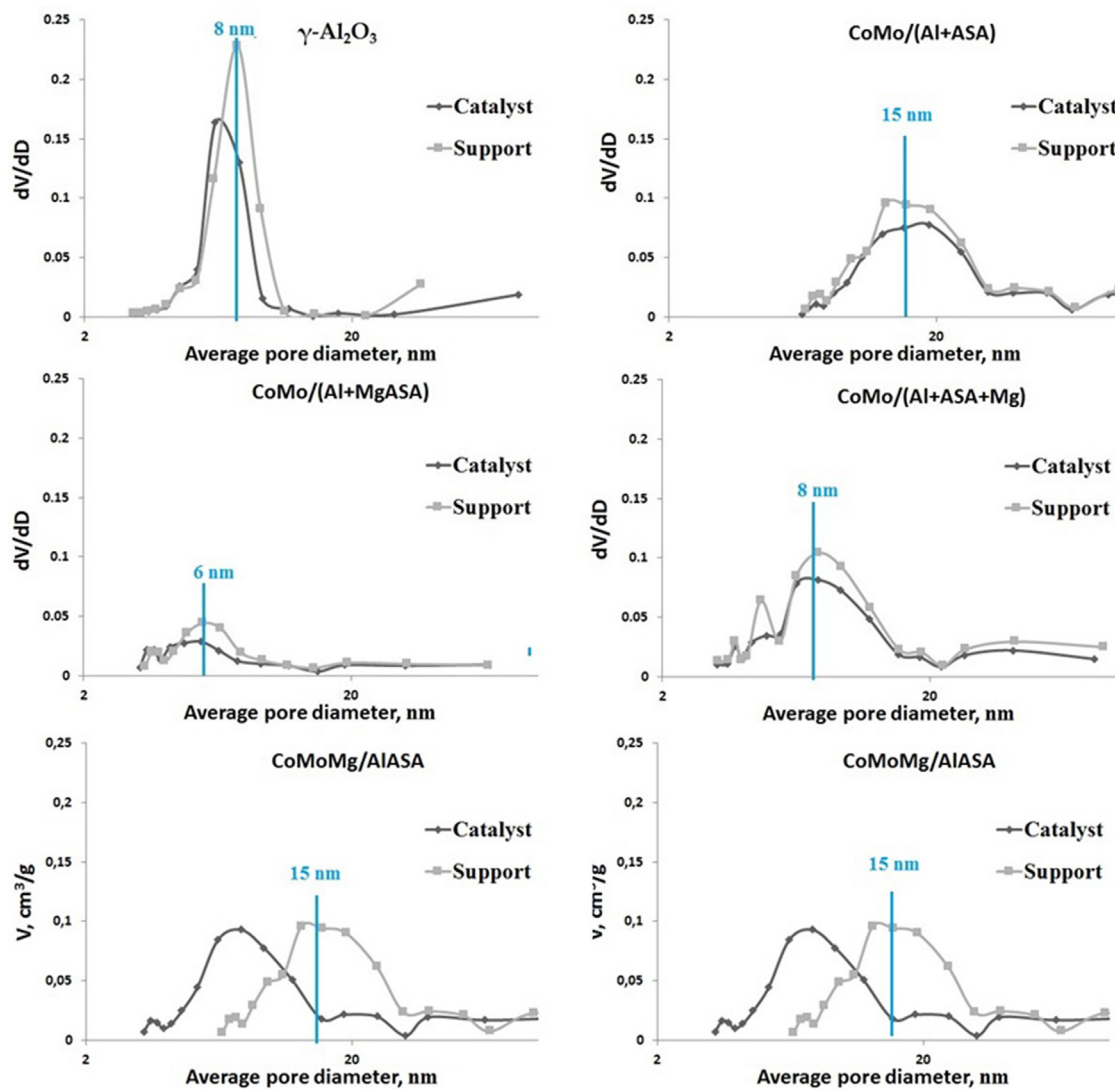 γ-Al₂O₃
8 nm
0.25
0.2
0.15
0.1
0.05
0
dV/dD
Catalyst
Support
2
20
Average pore diameter, nm
CoMo/(Al+ASA)
15 nm
0.25
0.2
0.15
0.1
0.05
0
dV/dD
Catalyst
Support
2
20
Average pore diameter, nm
CoMo/(Al+MgASA)
6 nm
0.25
0.2
0.15
0.1
0.05
0
dV/dD
Catalyst
Support
2
20
Average pore diameter, nm
CoMo/(Al+ASA+Mg)
8 nm
0.25
0.2
0.15
0.1
0.05
0
dV/dD
Catalyst
Support
2
20
Average pore diameter, nm
CoMoMg/AlASA
15 nm
0,25
0,2
0,15
0,1
0,05
0
V, cm³/g
Catalyst
Support
2
20
Average pore diameter, nm
CoMoMg/AlASA
15 nm
0,25
0,2
0,15
0,1
0,05
0
V, cm³/g
Catalyst
Support
2
20
Average pore diameter, nm